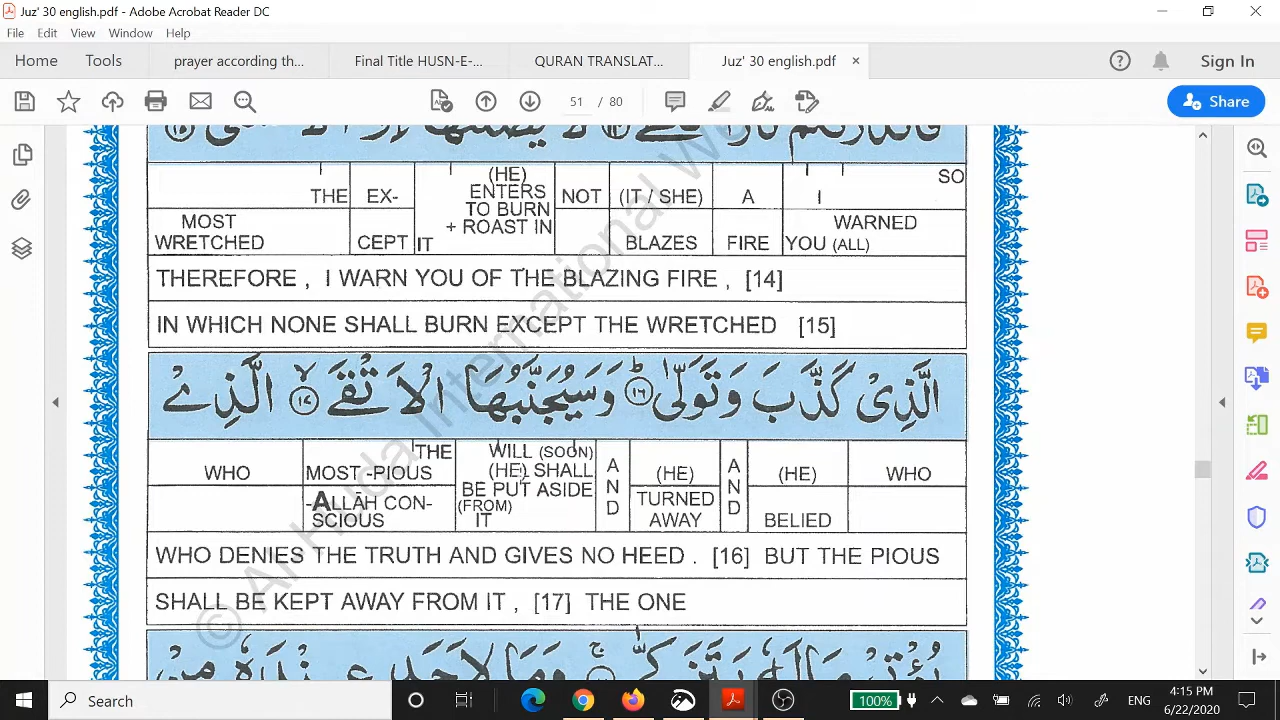 Juz' 30 english.pdf - Adobe Acrobat Reader DC
File Edit View Window Help
Home Tools prayer according th... Final Title HUSN-E-... QURAN TRANSLAT... Juz' 30 english.pdf × Sign In
51 / 80 Share
SO I WARNED YOU (ALL) A FIRE (IT / SHE) BLAZES NOT (HE) ENTERS TO BURN + ROAST IN IT EX- CEPT THE MOST WRETCHED
THEREFORE , I WARN YOU OF THE BLAZING FIRE , [14]
IN WHICH NONE SHALL BURN EXCEPT THE WRETCHED [15]
الَّذِىْ كَذَّبَ وَتَوَلّٰى ١٦ وَسَيُجَنَّبُهَا الْاَتْقَى ١٧ الَّذِىْ
WHO (HE) BELIED AND (HE) TURNED AWAY AND WILL (SOON) (HE) SHALL BE PUT ASIDE (FROM) IT THE MOST -PIOUS -ALLĀH CON- SCIOUS WHO
WHO DENIES THE TRUTH AND GIVES NO HEED . [16] BUT THE PIOUS
SHALL BE KEPT AWAY FROM IT , [17] THE ONE
© Al Huda International We
Search 100% ENG 4:15 PM
6/22/2020